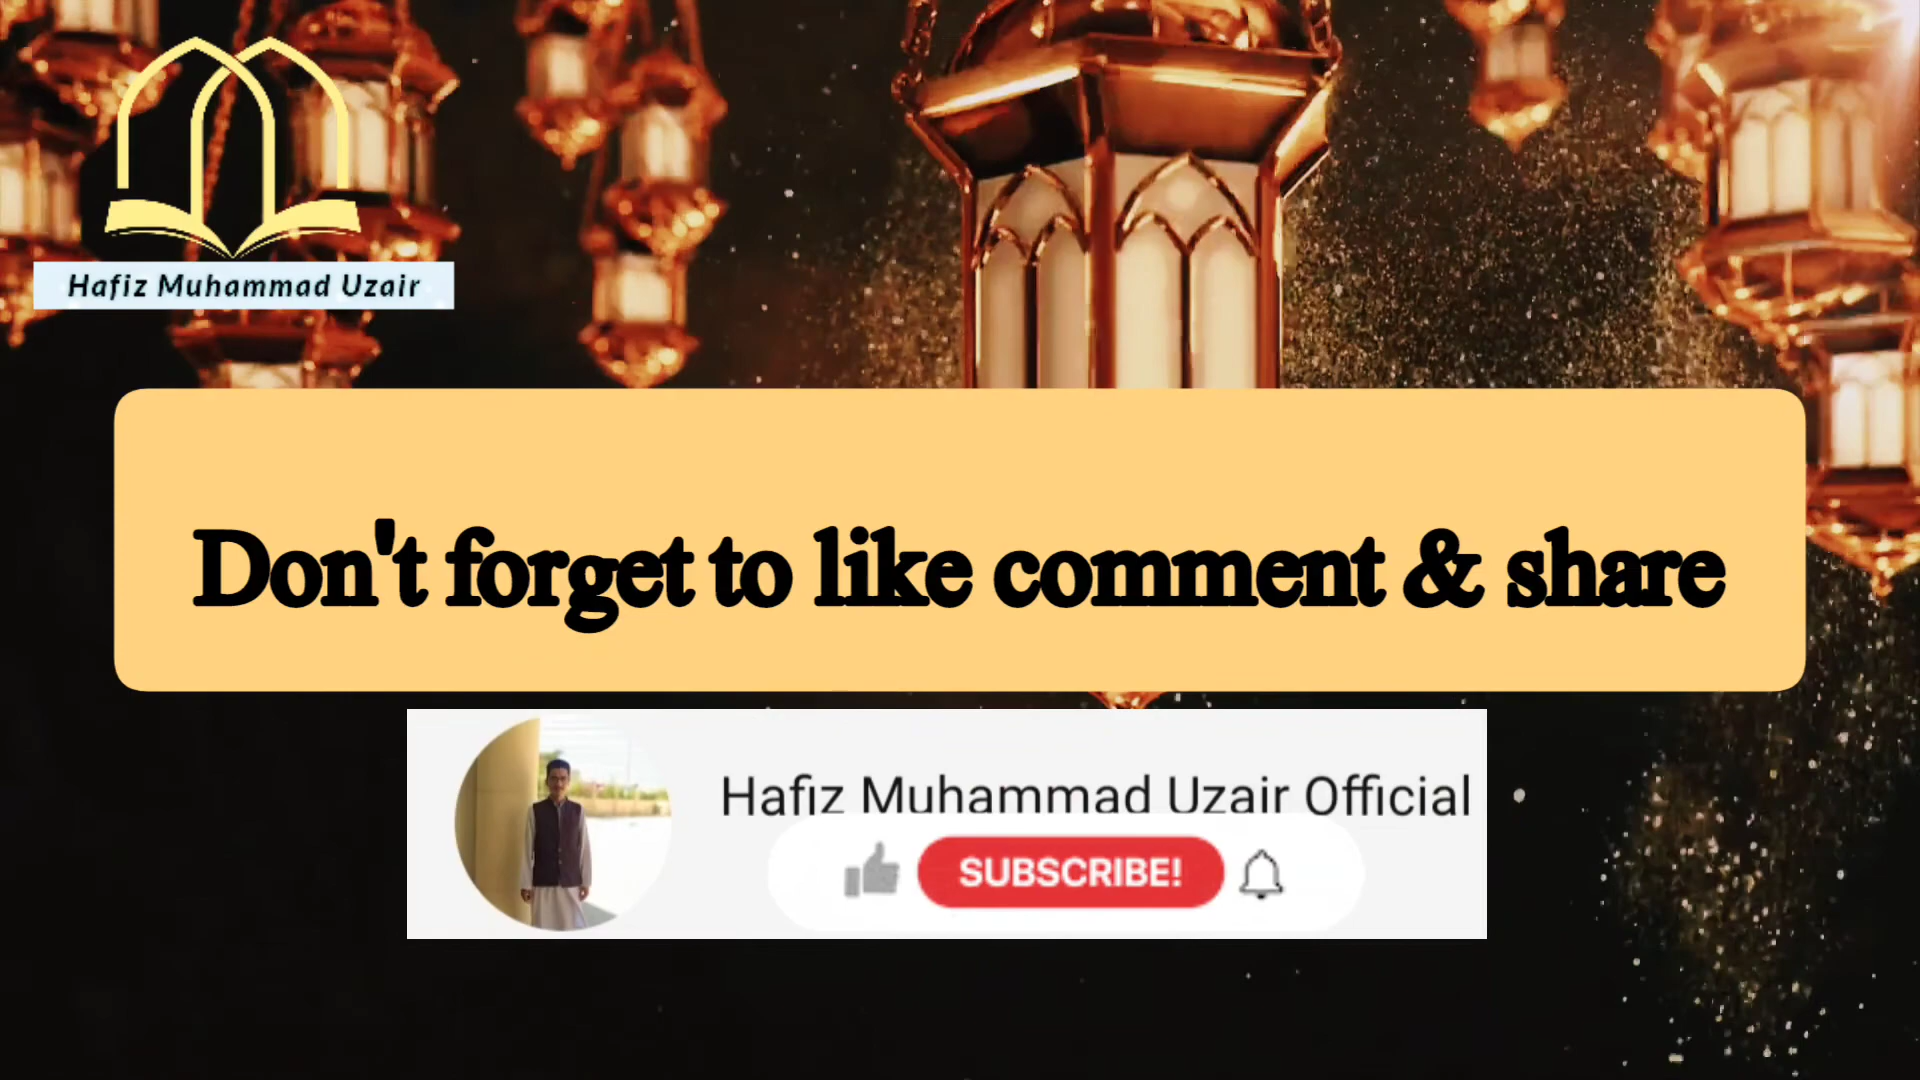 Hafiz Muhammad Uzair
Don't forget to like comment & share
Hafiz Muhammad Uzair Official
SUBSCRIBE!